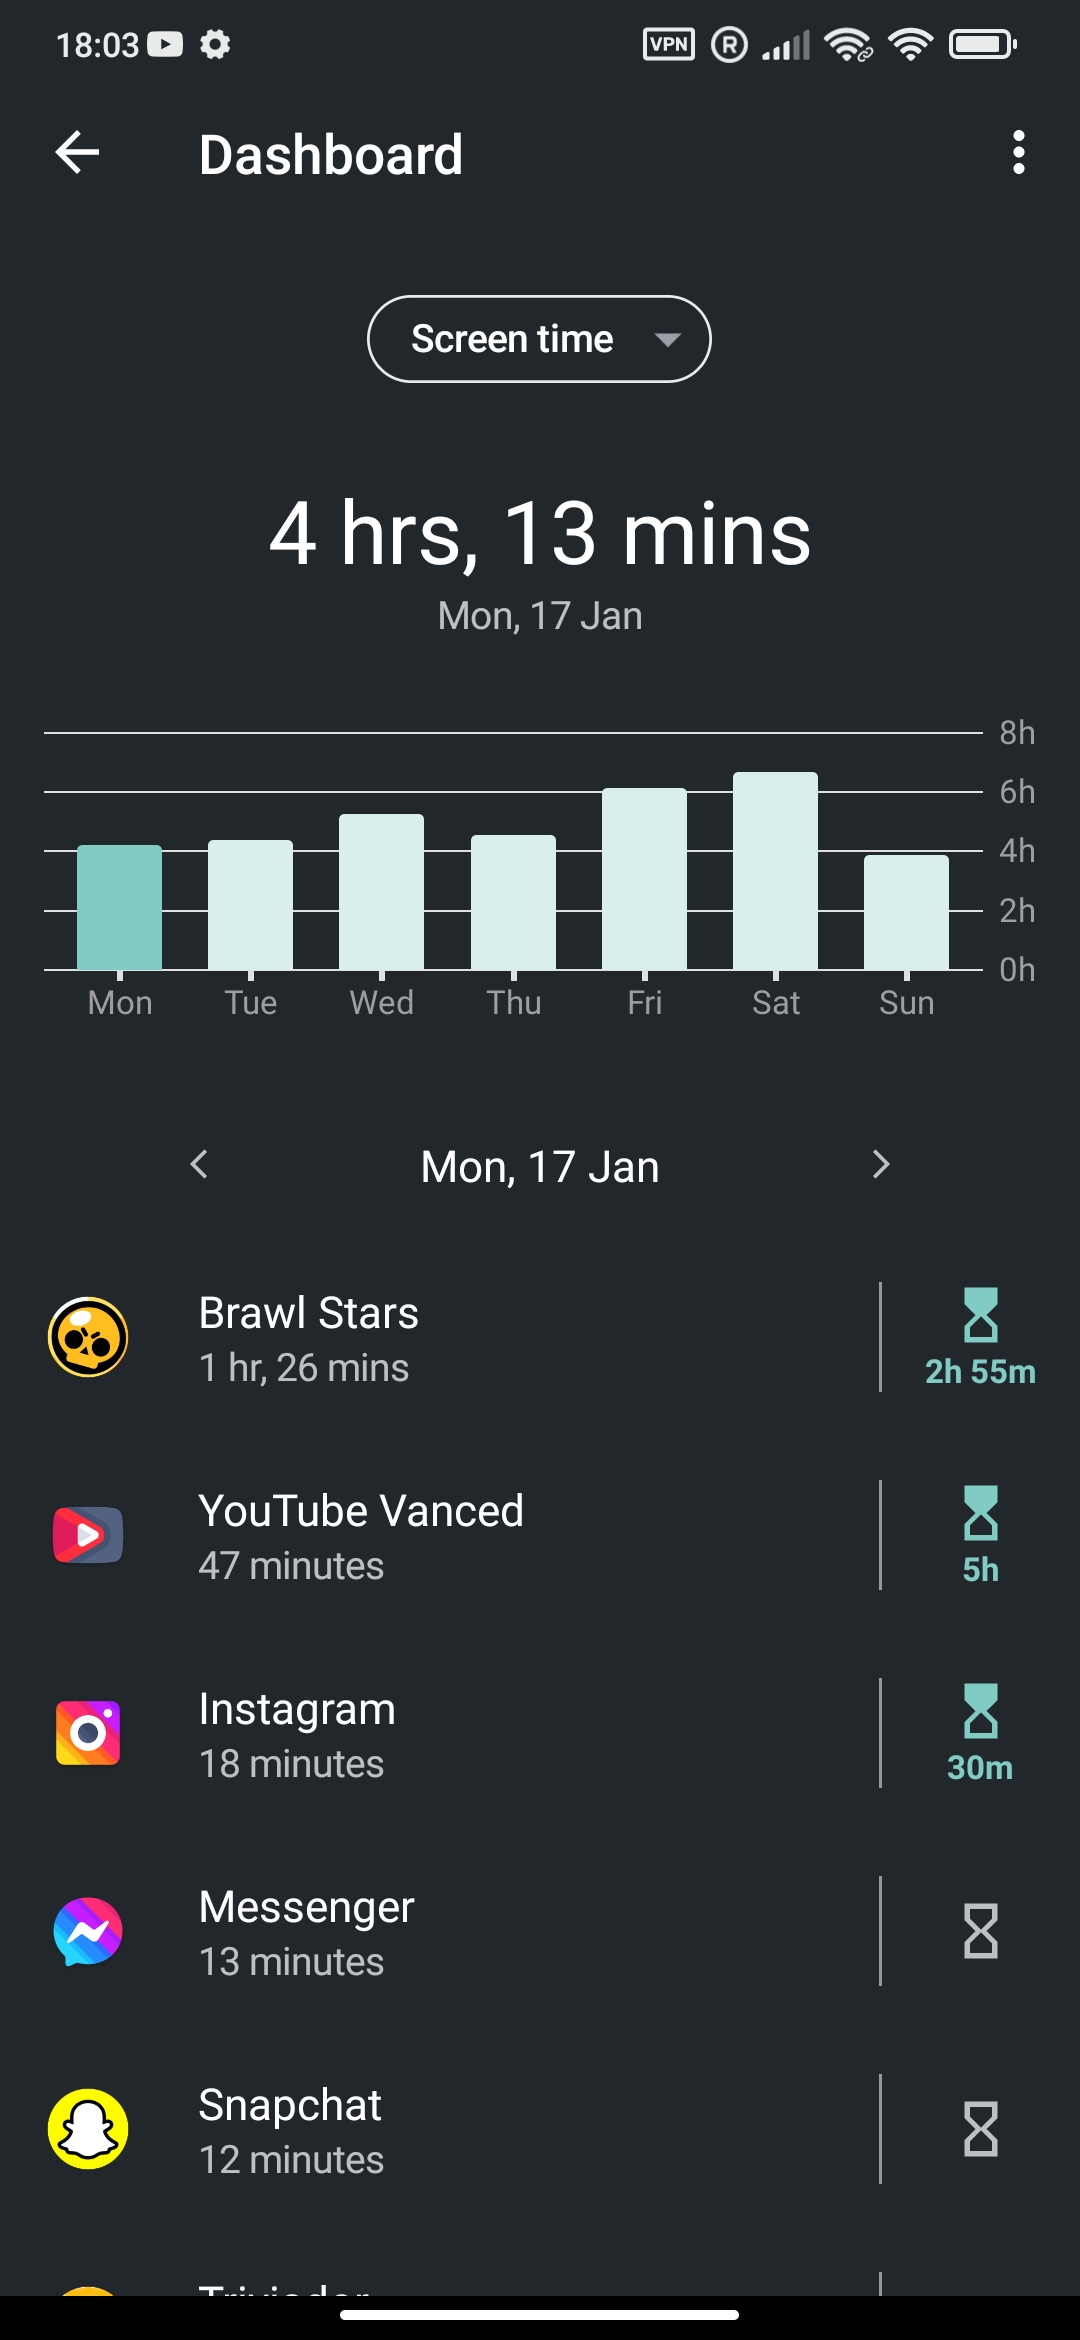 18:03
VPN
R
Dashboard
Screen time
4 hrs, 13 mins
Mon, 17 Jan
8h
6h
4h
2h
0h
Mon Tue Wed Thu Fri Sat Sun
Mon, 17 Jan
Brawl Stars
1 hr, 26 mins
2h 55m
YouTube Vanced
47 minutes
5h
Instagram
18 minutes
30m
Messenger
13 minutes
Snapchat
12 minutes